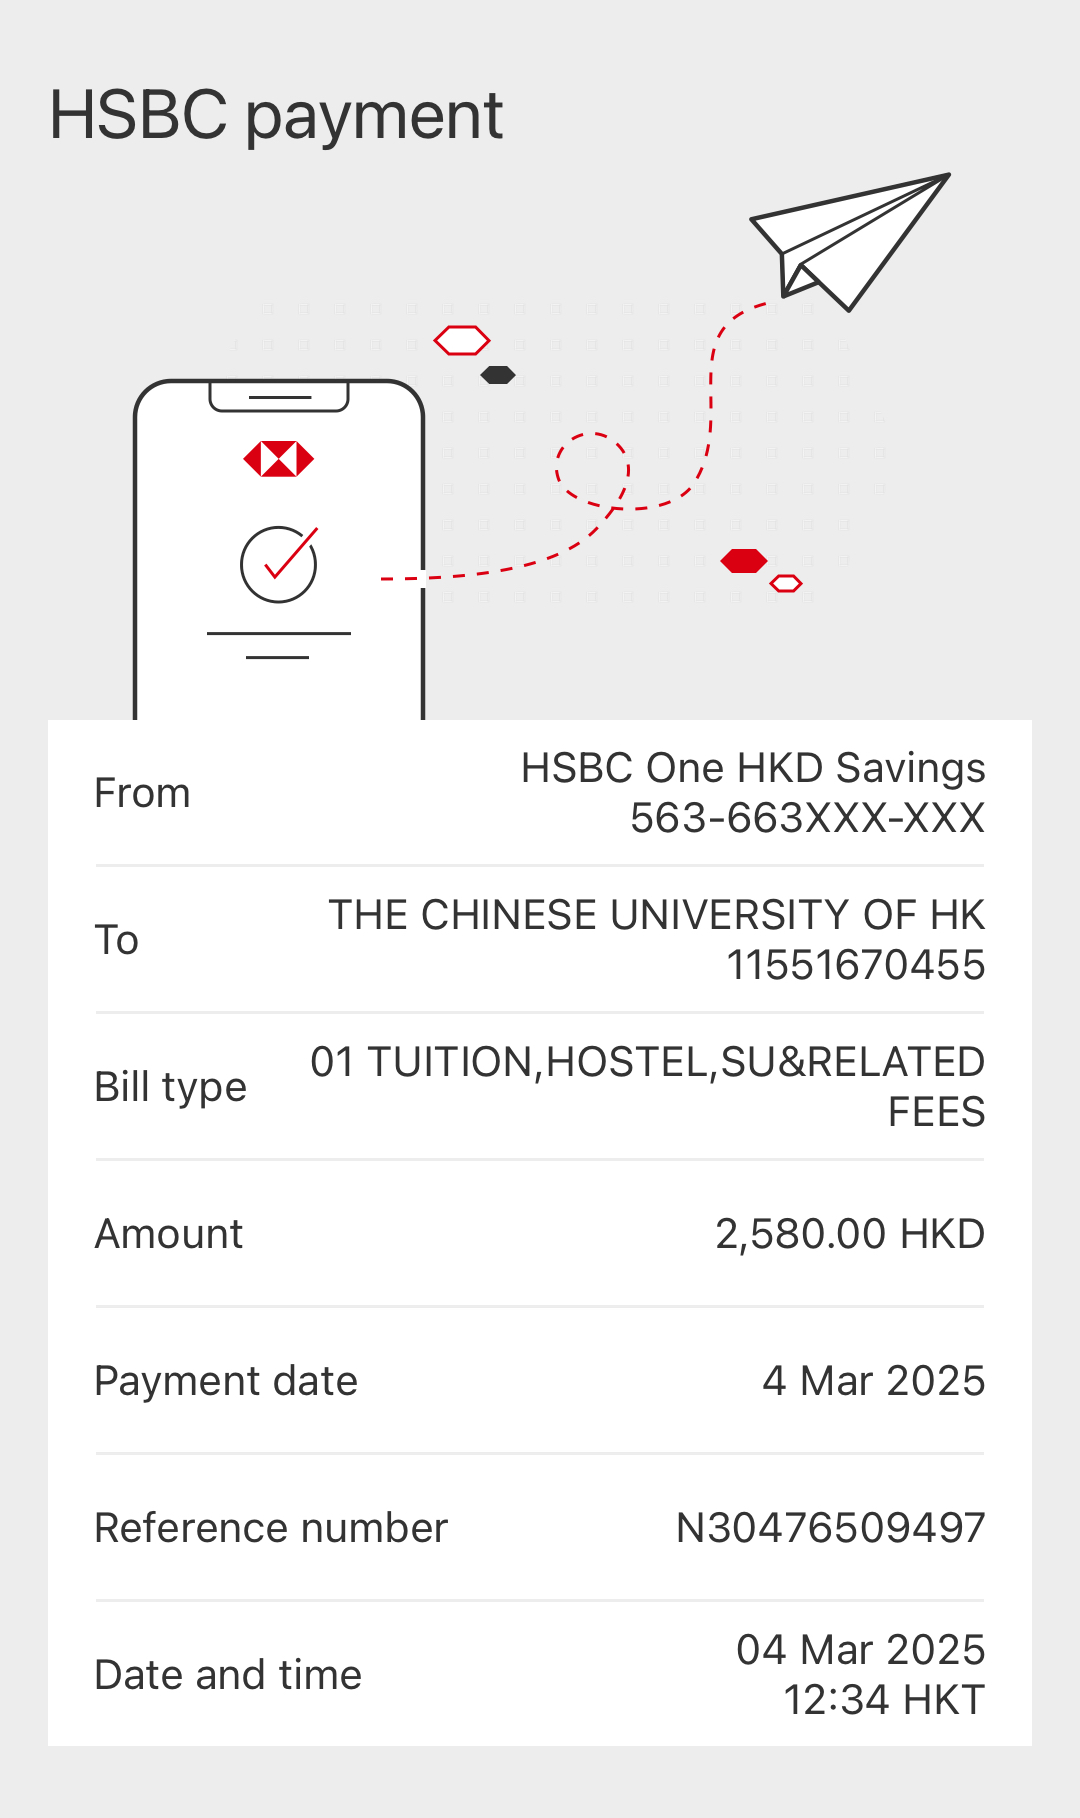 HSBC payment
From
HSBC One HKD Savings
563-663XXX-XXX
To
THE CHINESE UNIVERSITY OF HK
11551670455
Bill type
01 TUITION,HOSTEL,SU&RELATED
FEES
Amount
2,580.00 HKD
Payment date
4 Mar 2025
Reference number
N30476509497
Date and time
04 Mar 2025
12:34 HKT